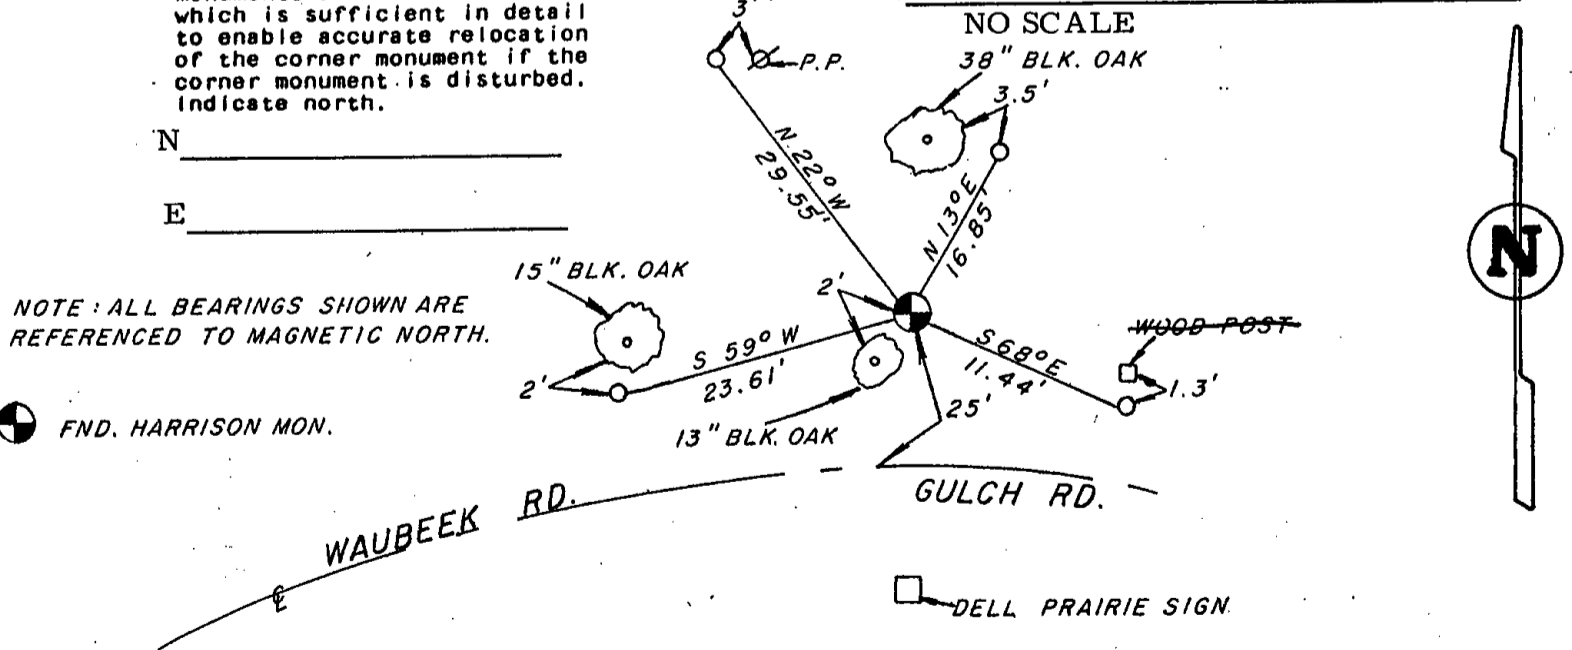 which is sufficient in detail
to enable accurate relocation
of the corner monument if the
corner monument is disturbed.
Indicate north.
N
E
NO SCALE
3'
P.P.
38" BLK. OAK
3.5'
N 22° W
29.55'
N 13° E
16.85'
15" BLK. OAK
2'
NOTE: ALL BEARINGS SHOWN ARE
REFERENCED TO MAGNETIC NORTH.
WOOD POST
S 59° W
23.61'
S 68° E
11.44'
2'
1.3'
25'
13" BLK. OAK
FND. HARRISON MON.
N
WAUBEEK RD.
GULCH RD.
℄
DELL PRAIRIE SIGN